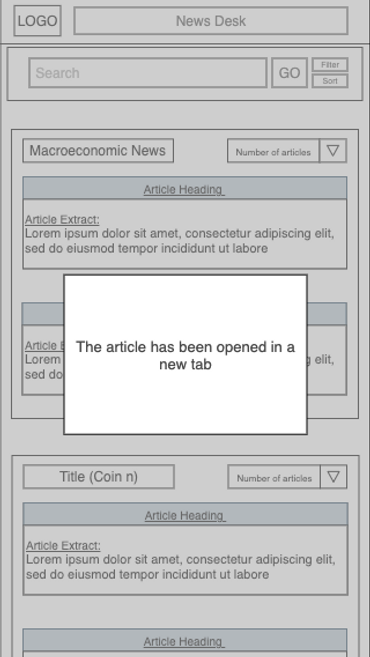 LOGO
News Desk
Search
GO
Filter
Sort
Macroeconomic News
Number of articles
Article Heading
Article Extract:
Lorem ipsum dolor sit amet, consectetur adipiscing elit,
sed do eiusmod tempor incididunt ut labore
Article E
Lorem
g elit,
sed do
The article has been opened in a
new tab
Title (Coin n)
Number of articles
Article Heading
Article Extract:
Lorem ipsum dolor sit amet, consectetur adipiscing elit,
sed do eiusmod tempor incididunt ut labore
Article Heading